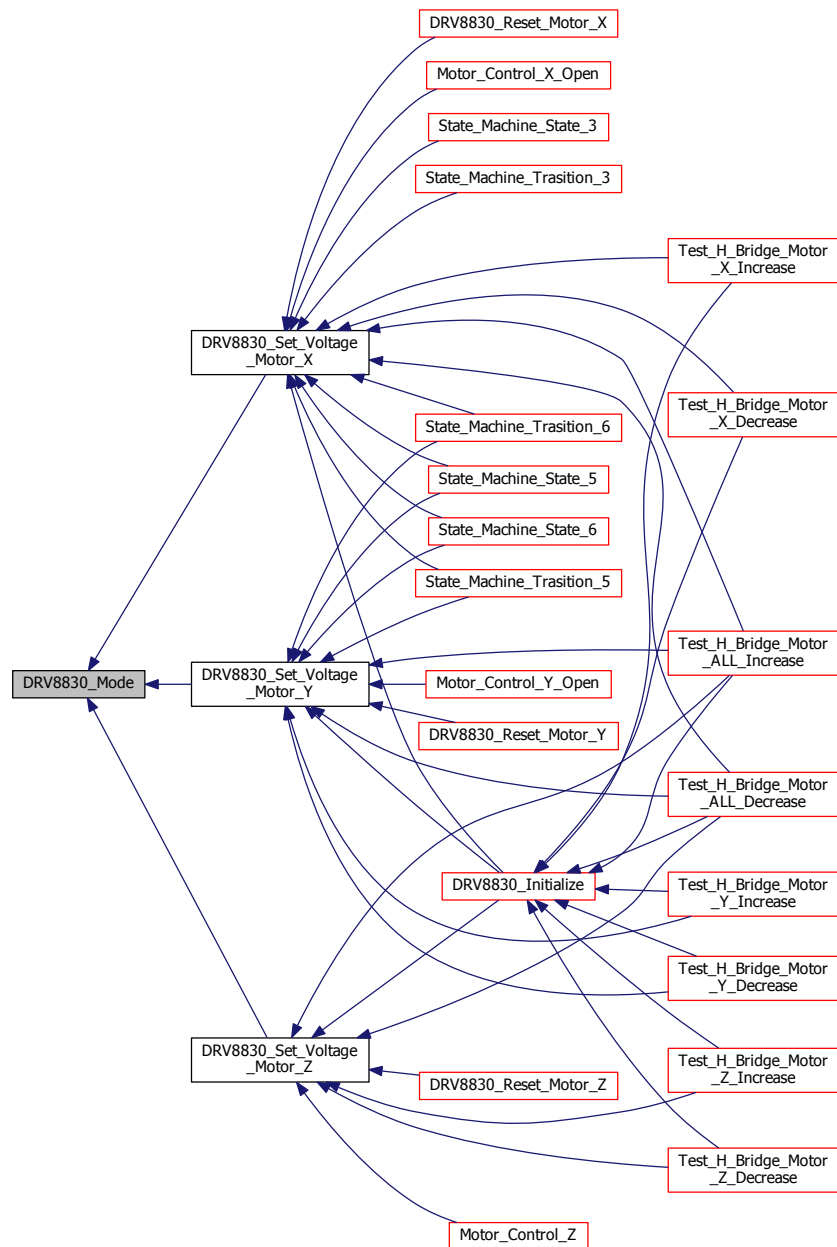 DRV8830_Reset_Motor_X
Motor_Control_X_Open
State_Machine_State_3
State_Machine_Trasition_3
Test_H_Bridge_Motor
_X_Increase
DRV8830_Set_Voltage
_Motor_X
Test_H_Bridge_Motor
_X_Decrease
State_Machine_Trasition_6
State_Machine_State_5
State_Machine_State_6
State_Machine_Trasition_5
DRV8830_Mode
DRV8830_Set_Voltage
_Motor_Y
Test_H_Bridge_Motor
_ALL_Increase
Motor_Control_Y_Open
DRV8830_Reset_Motor_Y
Test_H_Bridge_Motor
_ALL_Decrease
DRV8830_Initialize
Test_H_Bridge_Motor
_Y_Increase
Test_H_Bridge_Motor
_Y_Decrease
DRV8830_Set_Voltage
_Motor_Z
Test_H_Bridge_Motor
_Z_Increase
DRV8830_Reset_Motor_Z
Test_H_Bridge_Motor
_Z_Decrease
Motor_Control_Z